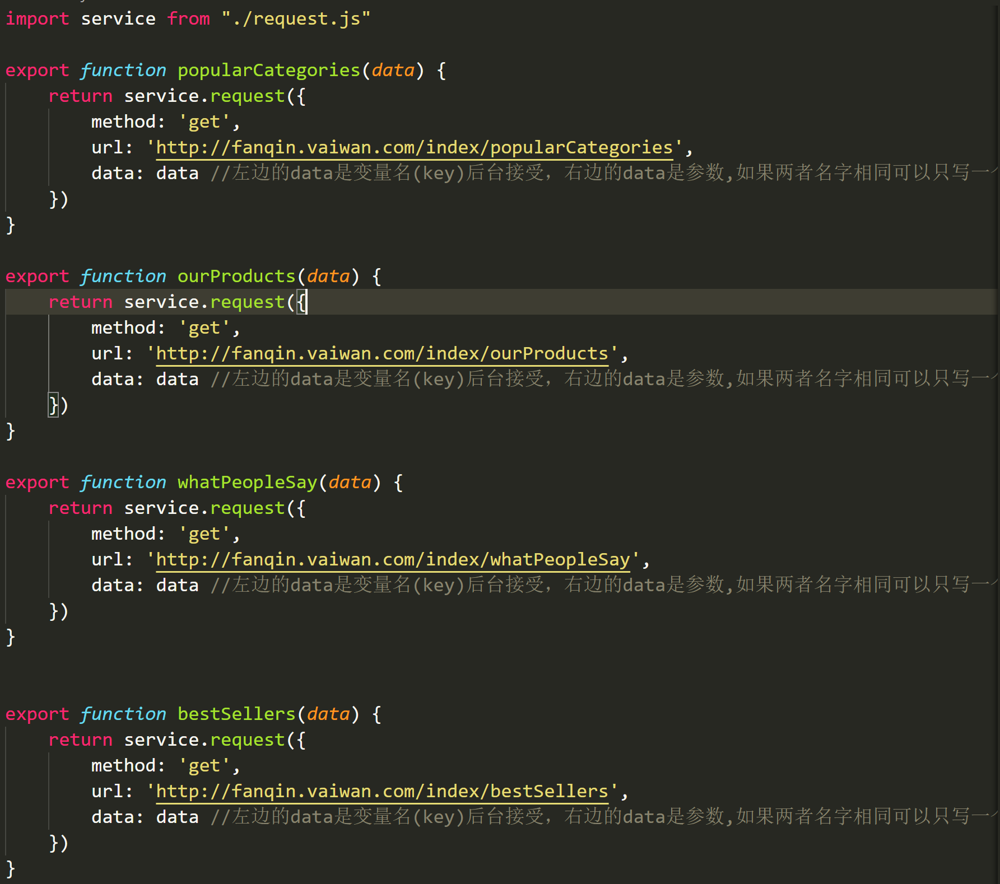 import service from "./request.js"
export function popularCategories(data) {
return service.request({
method: 'get',
url: 'http://fanqin.vaiwan.com/index/popularCategories',
data: data //左边的data是变量名(key)后台接受，右边的data是参数,如果两者名字相同可以只写一
})
}
export function ourProducts(data) {
return service.request({
method: 'get',
url: 'http://fanqin.vaiwan.com/index/ourProducts',
data: data //左边的data是变量名(key)后台接受，右边的data是参数,如果两者名字相同可以只写一
})
}
export function whatPeopleSay(data) {
return service.request({
method: 'get',
url: 'http://fanqin.vaiwan.com/index/whatPeopleSay',
data: data //左边的data是变量名(key)后台接受，右边的data是参数,如果两者名字相同可以只写一
})
}
export function bestSellers(data) {
return service.request({
method: 'get',
url: 'http://fanqin.vaiwan.com/index/bestSellers',
data: data //左边的data是变量名(key)后台接受，右边的data是参数,如果两者名字相同可以只写一
})
}